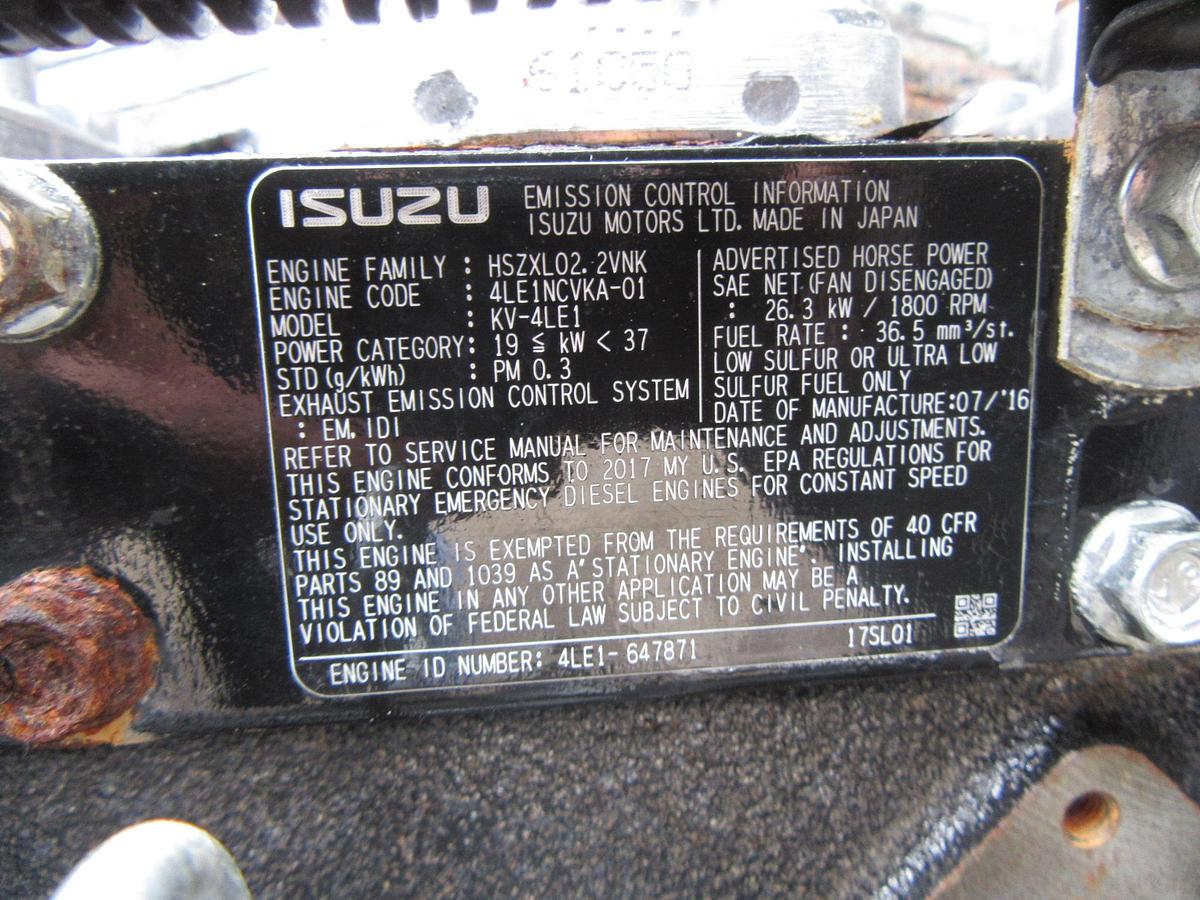 ISUZU
EMISSION CONTROL INFORMATION
ISUZU MOTORS LTD. MADE IN JAPAN
ENGINE FAMILY : HSZXL02.2VNK
ENGINE CODE : 4LE1NCVKA-01
MODEL : KV-4LE1
POWER CATEGORY: 19 ≦ kW < 37
STD (g/kWh) : PM 0.3
EXHAUST EMISSION CONTROL SYSTEM
: EM, IDI
ADVERTISED HORSE POWER
SAE NET (FAN DISENGAGED)
: 26.3 kW / 1800 RPM
FUEL RATE : 36.5 mm³/st.
LOW SULFUR OR ULTRA LOW
SULFUR FUEL ONLY
DATE OF MANUFACTURE:07/'16
REFER TO SERVICE MANUAL FOR MAINTENANCE AND ADJUSTMENTS.
THIS ENGINE CONFORMS TO 2017 MY U.S. EPA REGULATIONS FOR
STATIONARY EMERGENCY DIESEL ENGINES FOR CONSTANT SPEED
USE ONLY.
THIS ENGINE IS EXEMPTED FROM THE REQUIREMENTS OF 40 CFR
PARTS 89 AND 1039 AS A"STATIONARY ENGINE". INSTALLING
THIS ENGINE IN ANY OTHER APPLICATION MAY BE A
VIOLATION OF FEDERAL LAW SUBJECT TO CIVIL PENALTY.
17SL01
ENGINE ID NUMBER: 4LE1-647871